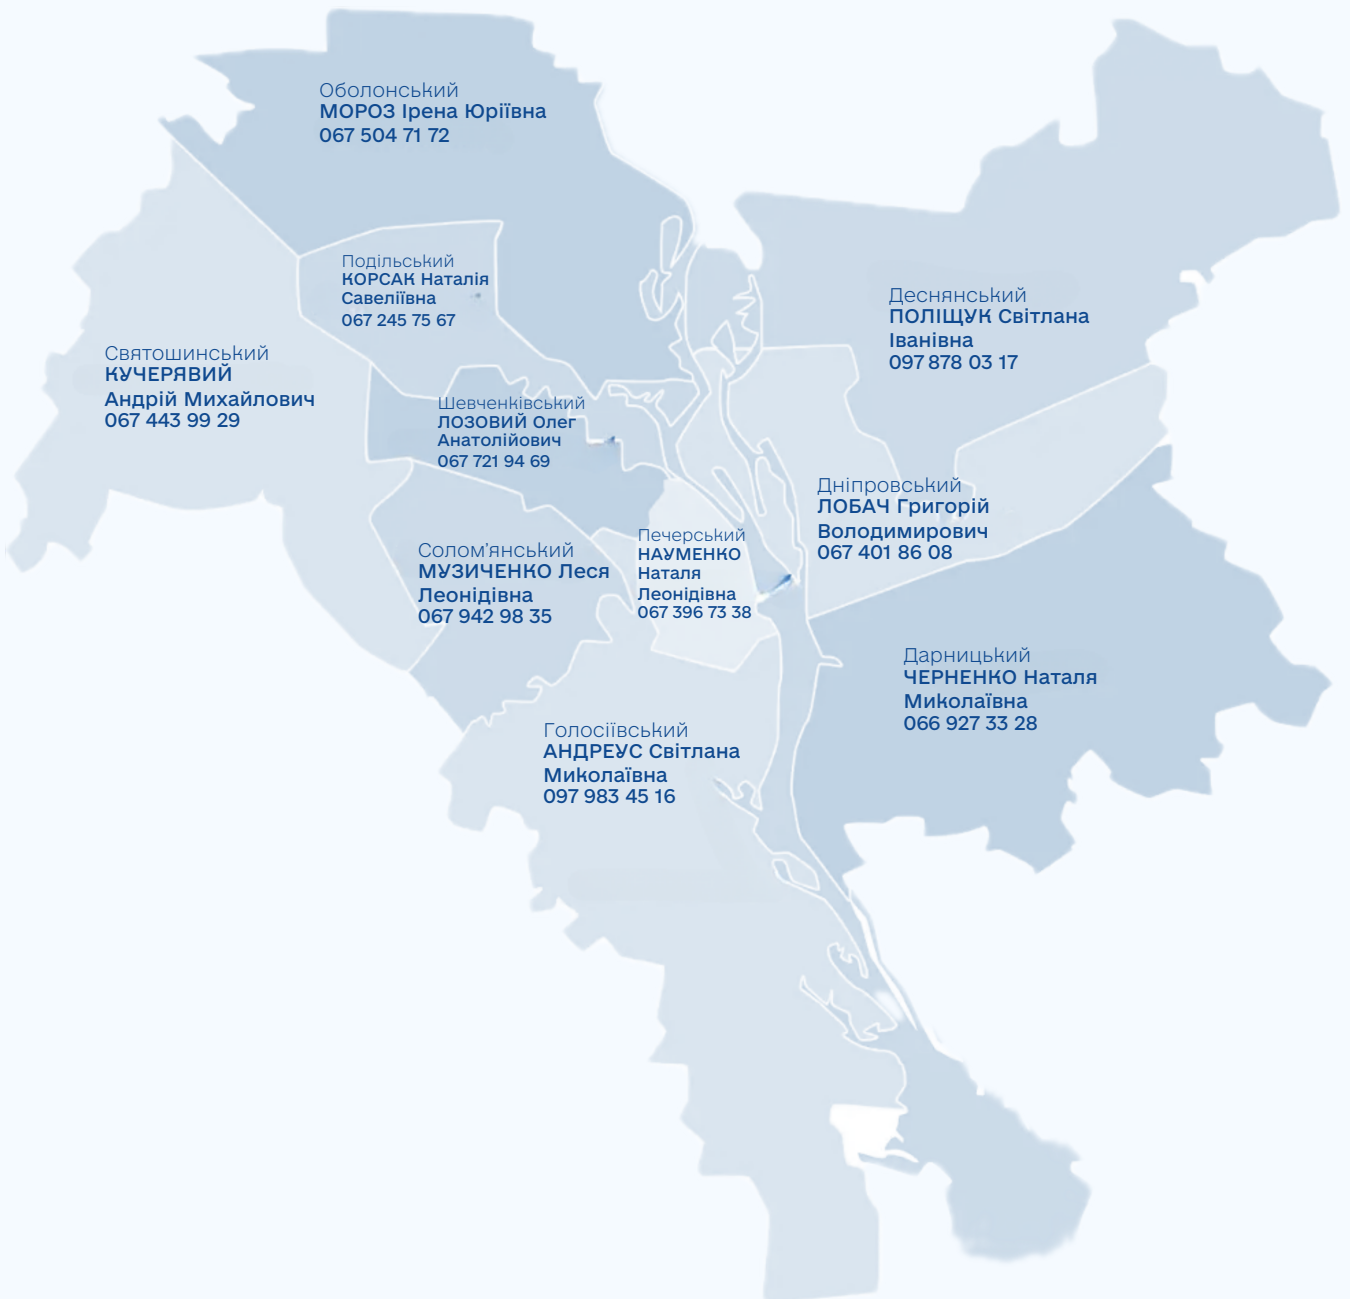 Оболонський
МОРОЗ Ірена Юріївна
067 504 71 72
Подільський
КОРСАК Наталія
Савеліївна
067 245 75 67
Деснянський
ПОЛІЩУК Світлана
Іванівна
097 878 03 17
Святошинський
КУЧЕРЯВИЙ
Андрій Михайлович
067 443 99 29
Шевченківський
ЛОЗОВИЙ Олег
Анатолійович
067 721 94 69
Дніпровський
ЛОБАЧ Григорій
Володимирович
067 401 86 08
Солом'янський
МУЗИЧЕНКО Леся
Леонідівна
067 942 98 35
Печерський
НАУМЕНКО
Наталя
Леонідівна
067 396 73 38
Дарницький
ЧЕРНЕНКО Наталя
Миколаївна
066 927 33 28
Голосіївський
АНДРЕУС Світлана
Миколаївна
097 983 45 16